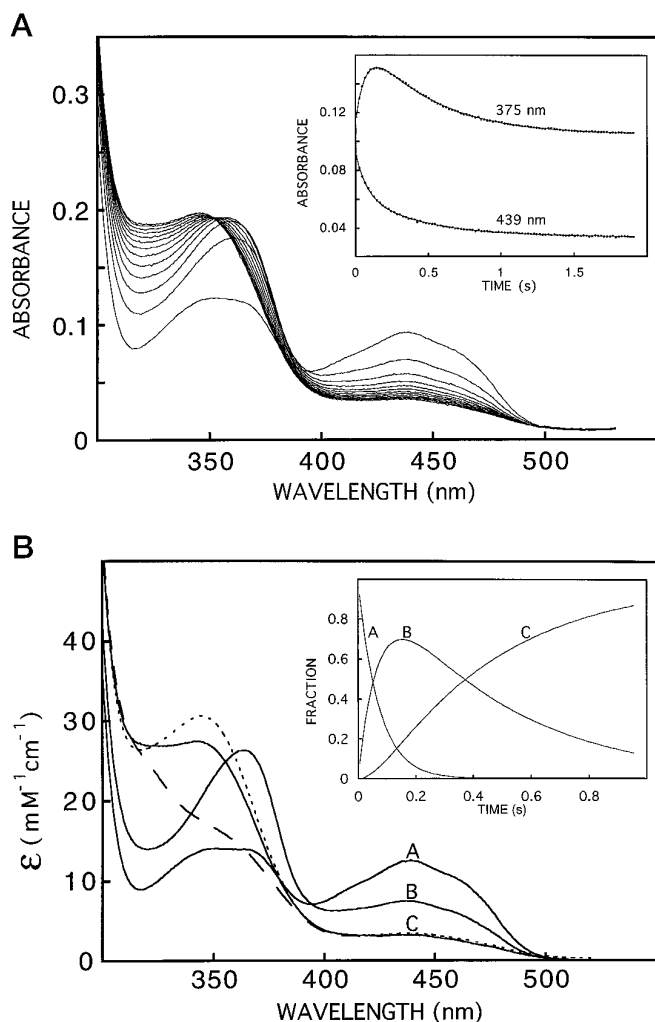 A
ABSORBANCE
0.3
0.2
0.1
0
350
400
450
500
WAVELENGTH (nm)
ABSORBANCE
0.12
0.08
0.04
375 nm
439 nm
0
0.5
1
1.5
TIME (s)
B
ε (mM⁻¹cm⁻¹)
40
30
20
10
0
A
B
C
350
400
450
500
WAVELENGTH (nm)
FRACTION
0.8
0.6
0.4
0.2
0
A
B
C
0
0.2
0.4
0.6
0.8
TIME (s)